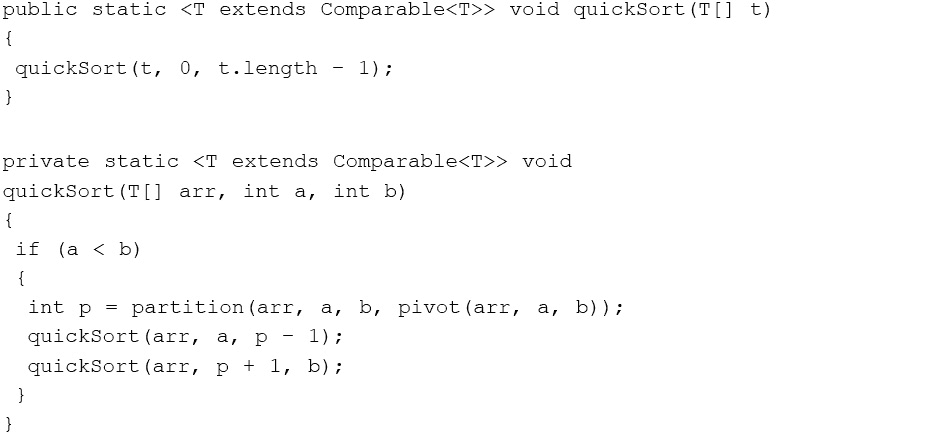 public static <T extends Comparable<T>> void quickSort(T[] t)
{
quickSort(t, 0, t.length - 1);
}
private static <T extends Comparable<T>> void
quickSort(T[] arr, int a, int b)
{
if (a < b)
{
int p = partition(arr, a, b, pivot(arr, a, b));
quickSort(arr, a, p - 1);
quickSort(arr, p + 1, b);
}
}